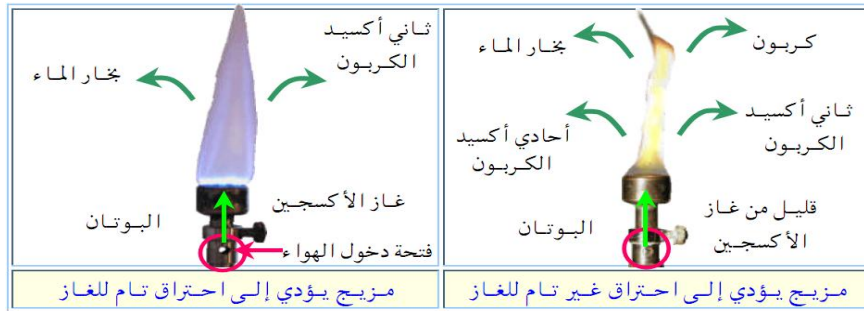 كربون
بخار الماء
ثاني أكسيد
الكربون
أحادي أكسيد
الكربون
قليل من غاز
الأكسجين
البوتان
مزيج يؤدي إلى احتراق غير تام للغاز
ثاني أكسيد
الكربون
بخار الماء
غاز الأكسجين
البوتان
فتحة دخول الهواء
مزيج يؤدي إلى احتراق تام للغاز